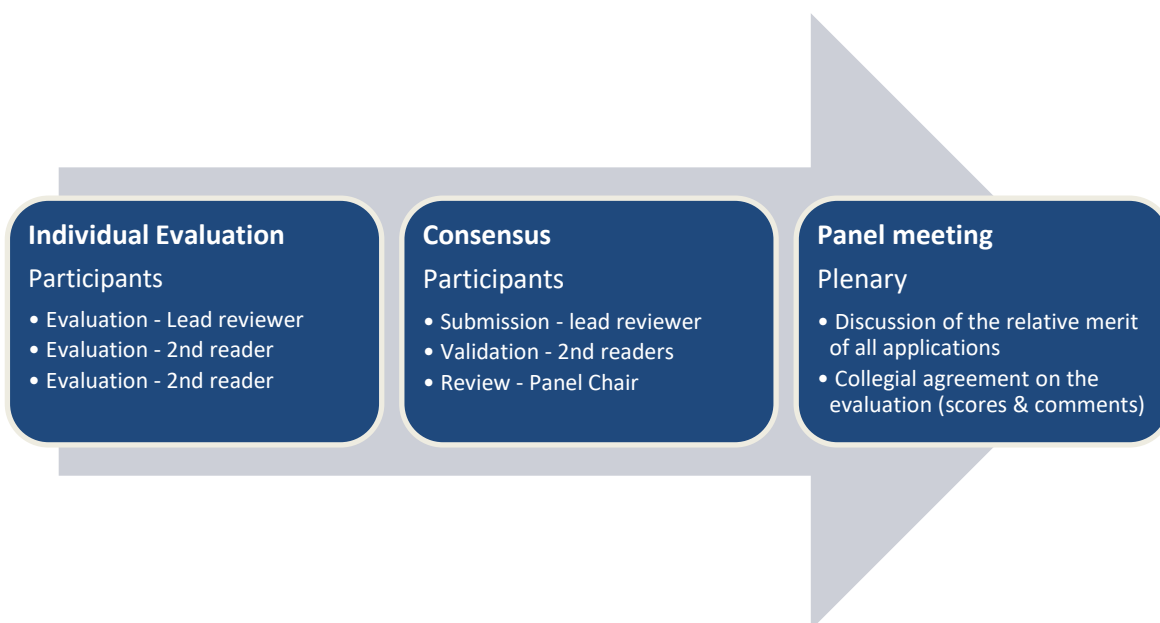 Individual Evaluation
Participants
• Evaluation - Lead reviewer
• Evaluation - 2nd reader
• Evaluation - 2nd reader
Consensus
Participants
• Submission - lead reviewer
• Validation - 2nd readers
• Review - Panel Chair
Panel meeting
Plenary
• Discussion of the relative merit
of all applications
• Collegial agreement on the
evaluation (scores & comments)